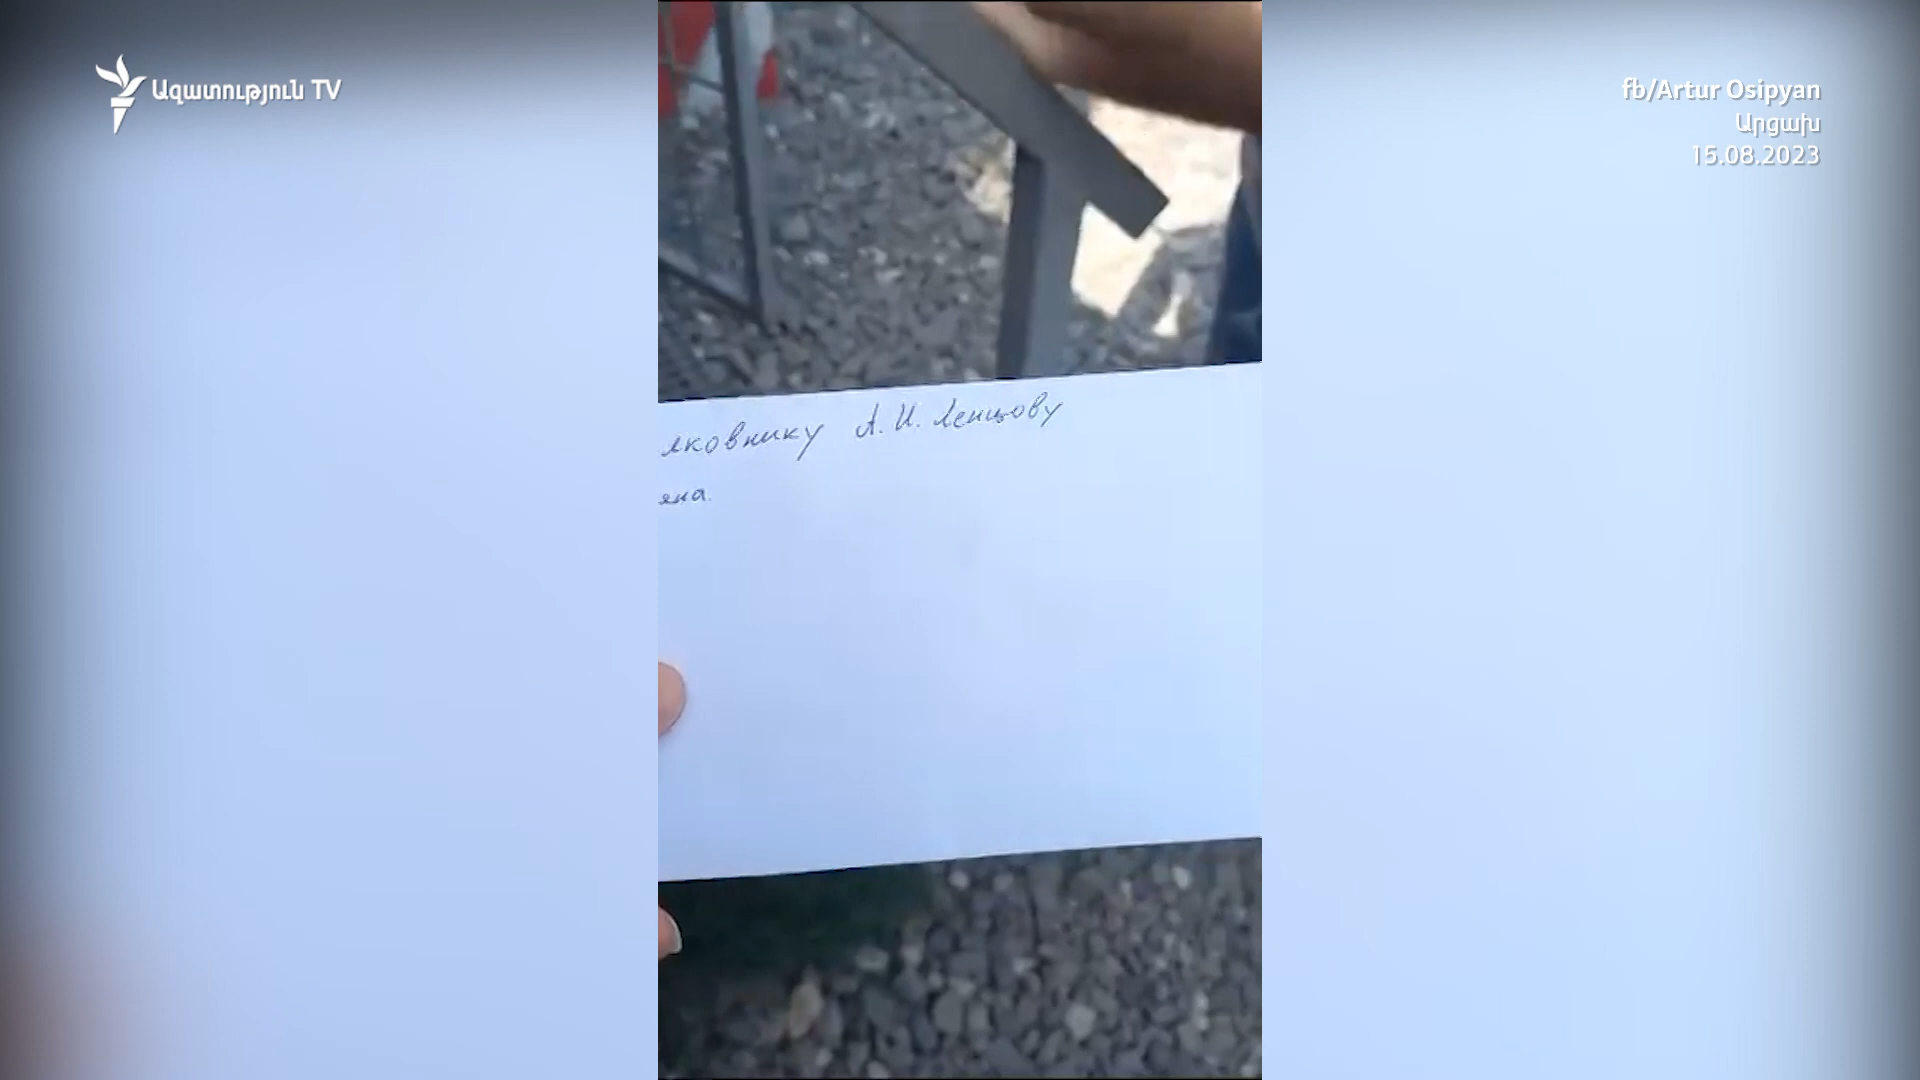 Ազատություն TV
fb/Artur Osipyan
Արցախ
15.08.2023
лковнику А. И. Ленцову
яна.